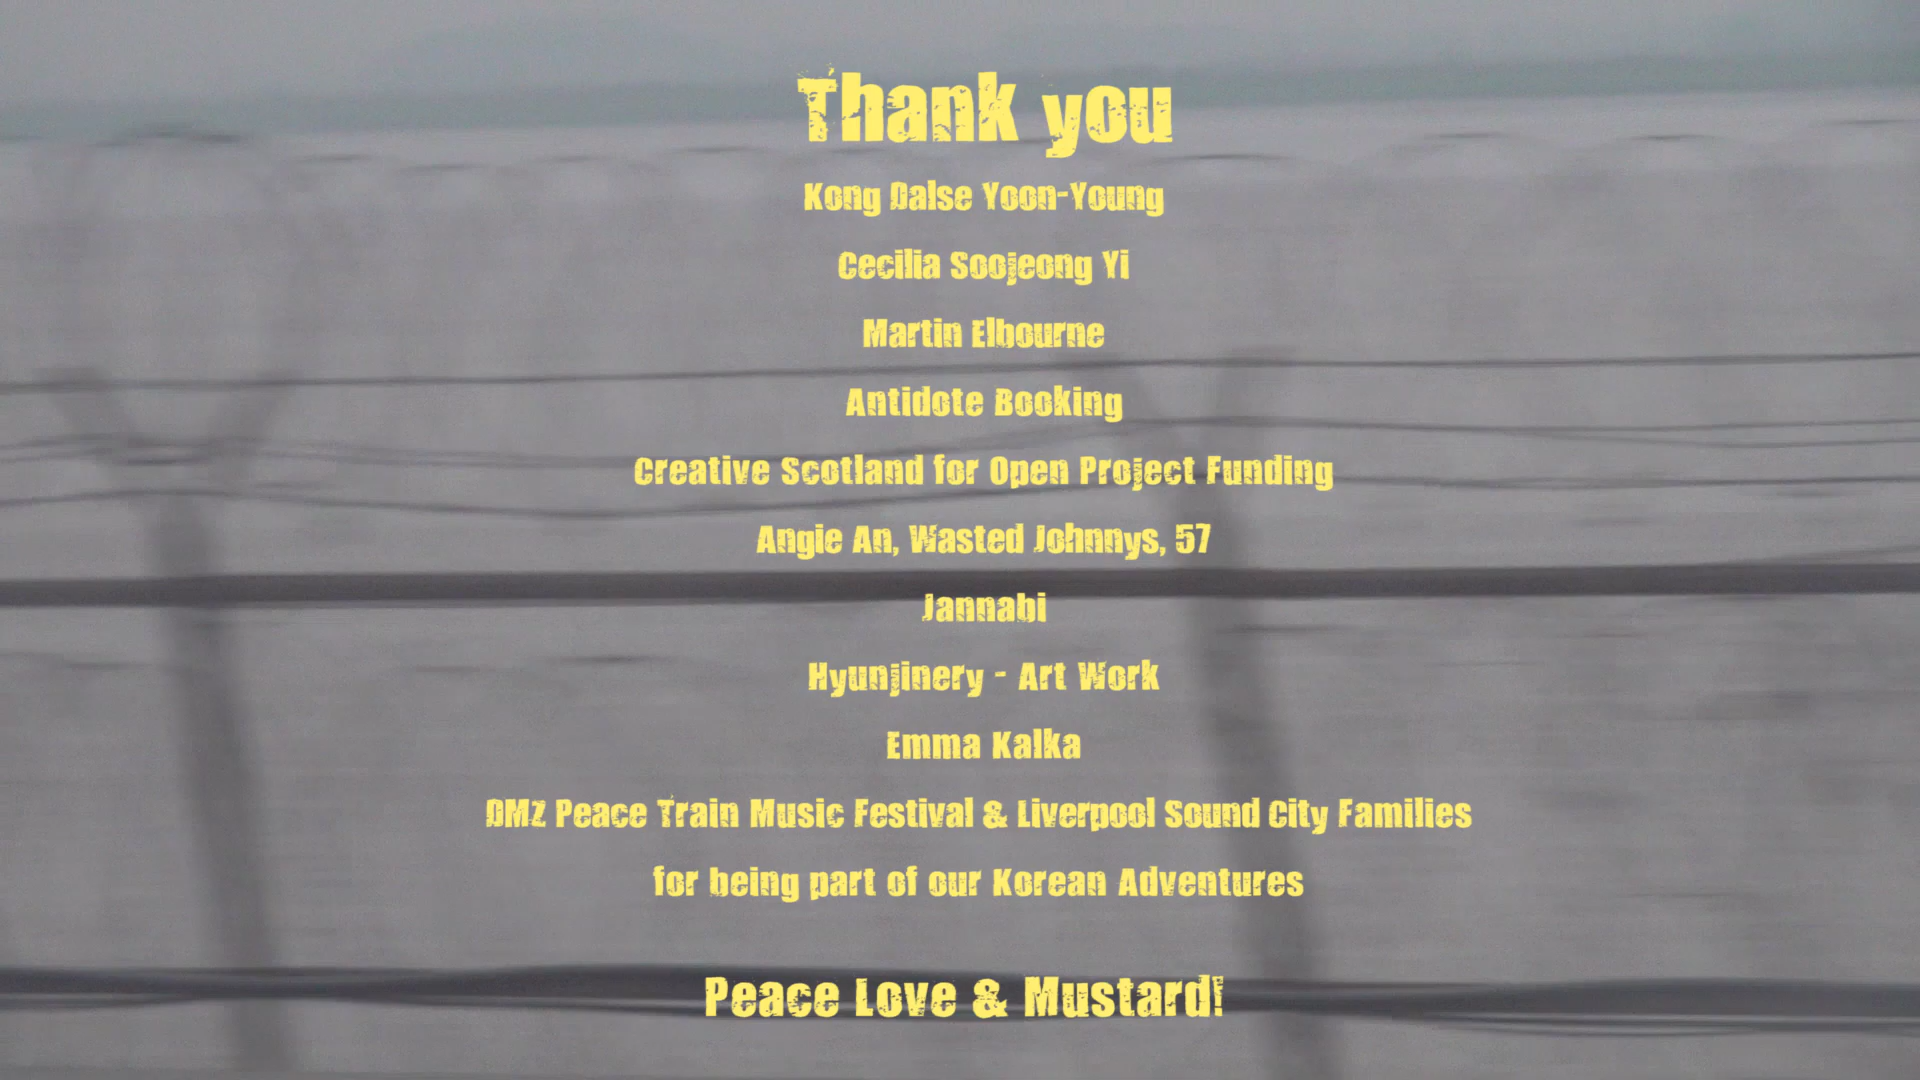 Thank you
Kong Dalse Yoon-Young
Cecilia Soojeong Yi
Martin Elbourne
Antidote Booking
Creative Scotland for Open Project Funding
Angie An, Wasted Johnnys, 57
Jannabi
Hyunjinery - Art Work
Emma Kalka
DMZ Peace Train Music Festival & Liverpool Sound City Families
for being part of our Korean Adventures
Peace Love & Mustard!